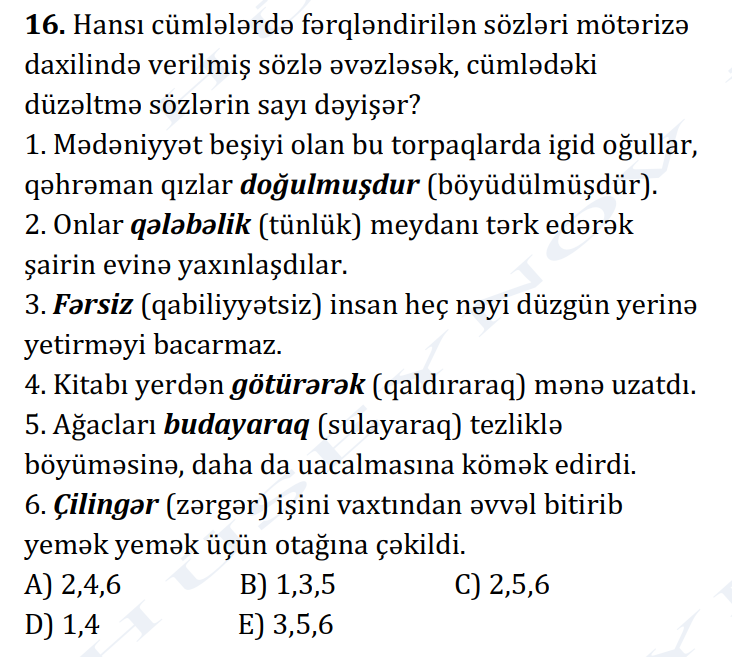 16. Hansı cümlələrdə fərqləndirilən sözləri mötərizə
daxilində verilmiş sözlə əvəzləsək, cümlədəki
düzəltmə sözlərin sayı dəyişər?
1. Mədəniyyət beşiyi olan bu torpaqlarda igid oğullar,
qəhrəman qızlar doğulmuşdur (böyüdülmüşdür).
2. Onlar qələbəlik (tünlük) meydanı tərk edərək
şairin evinə yaxınlaşdılar.
3. Fərsiz (qabiliyyətsiz) insan heç nəyi düzgün yerinə
yetirməyi bacarmaz.
4. Kitabı yerdən götürərək (qaldıraraq) mənə uzatdı.
5. Ağacları budayaraq (sulayaraq) tezliklə
böyüməsinə, daha da uacalmasına kömək edirdi.
6. Çilingər (zərgər) işini vaxtından əvvəl bitirib
yemək yemək üçün otağına çəkildi.
A) 2,4,6 B) 1,3,5 C) 2,5,6
D) 1,4 E) 3,5,6